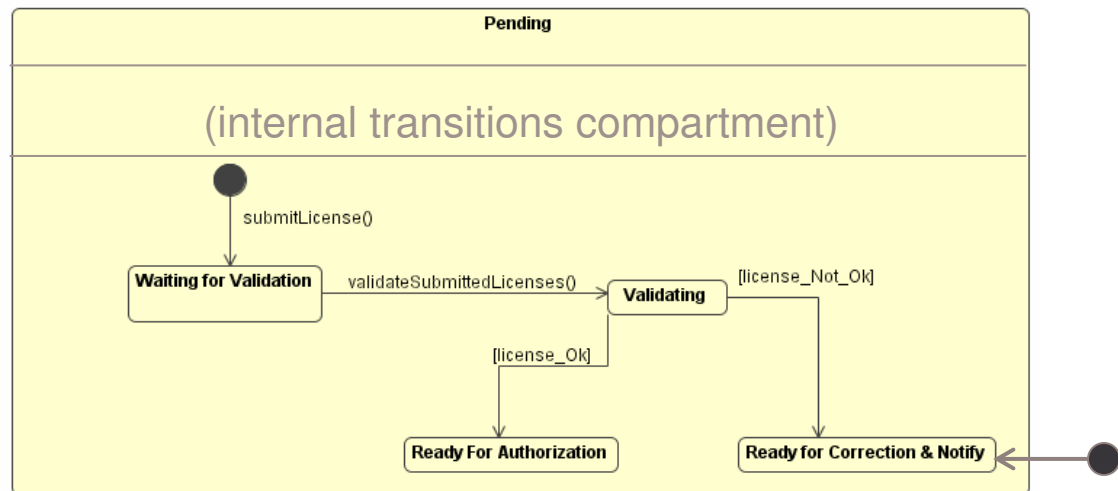 Pending
(internal transitions compartment)
submitLicense()
Waiting for Validation
validateSubmittedLicenses()
Validating
[license_Not_Ok]
[license_Ok]
Ready For Authorization
Ready for Correction & Notify